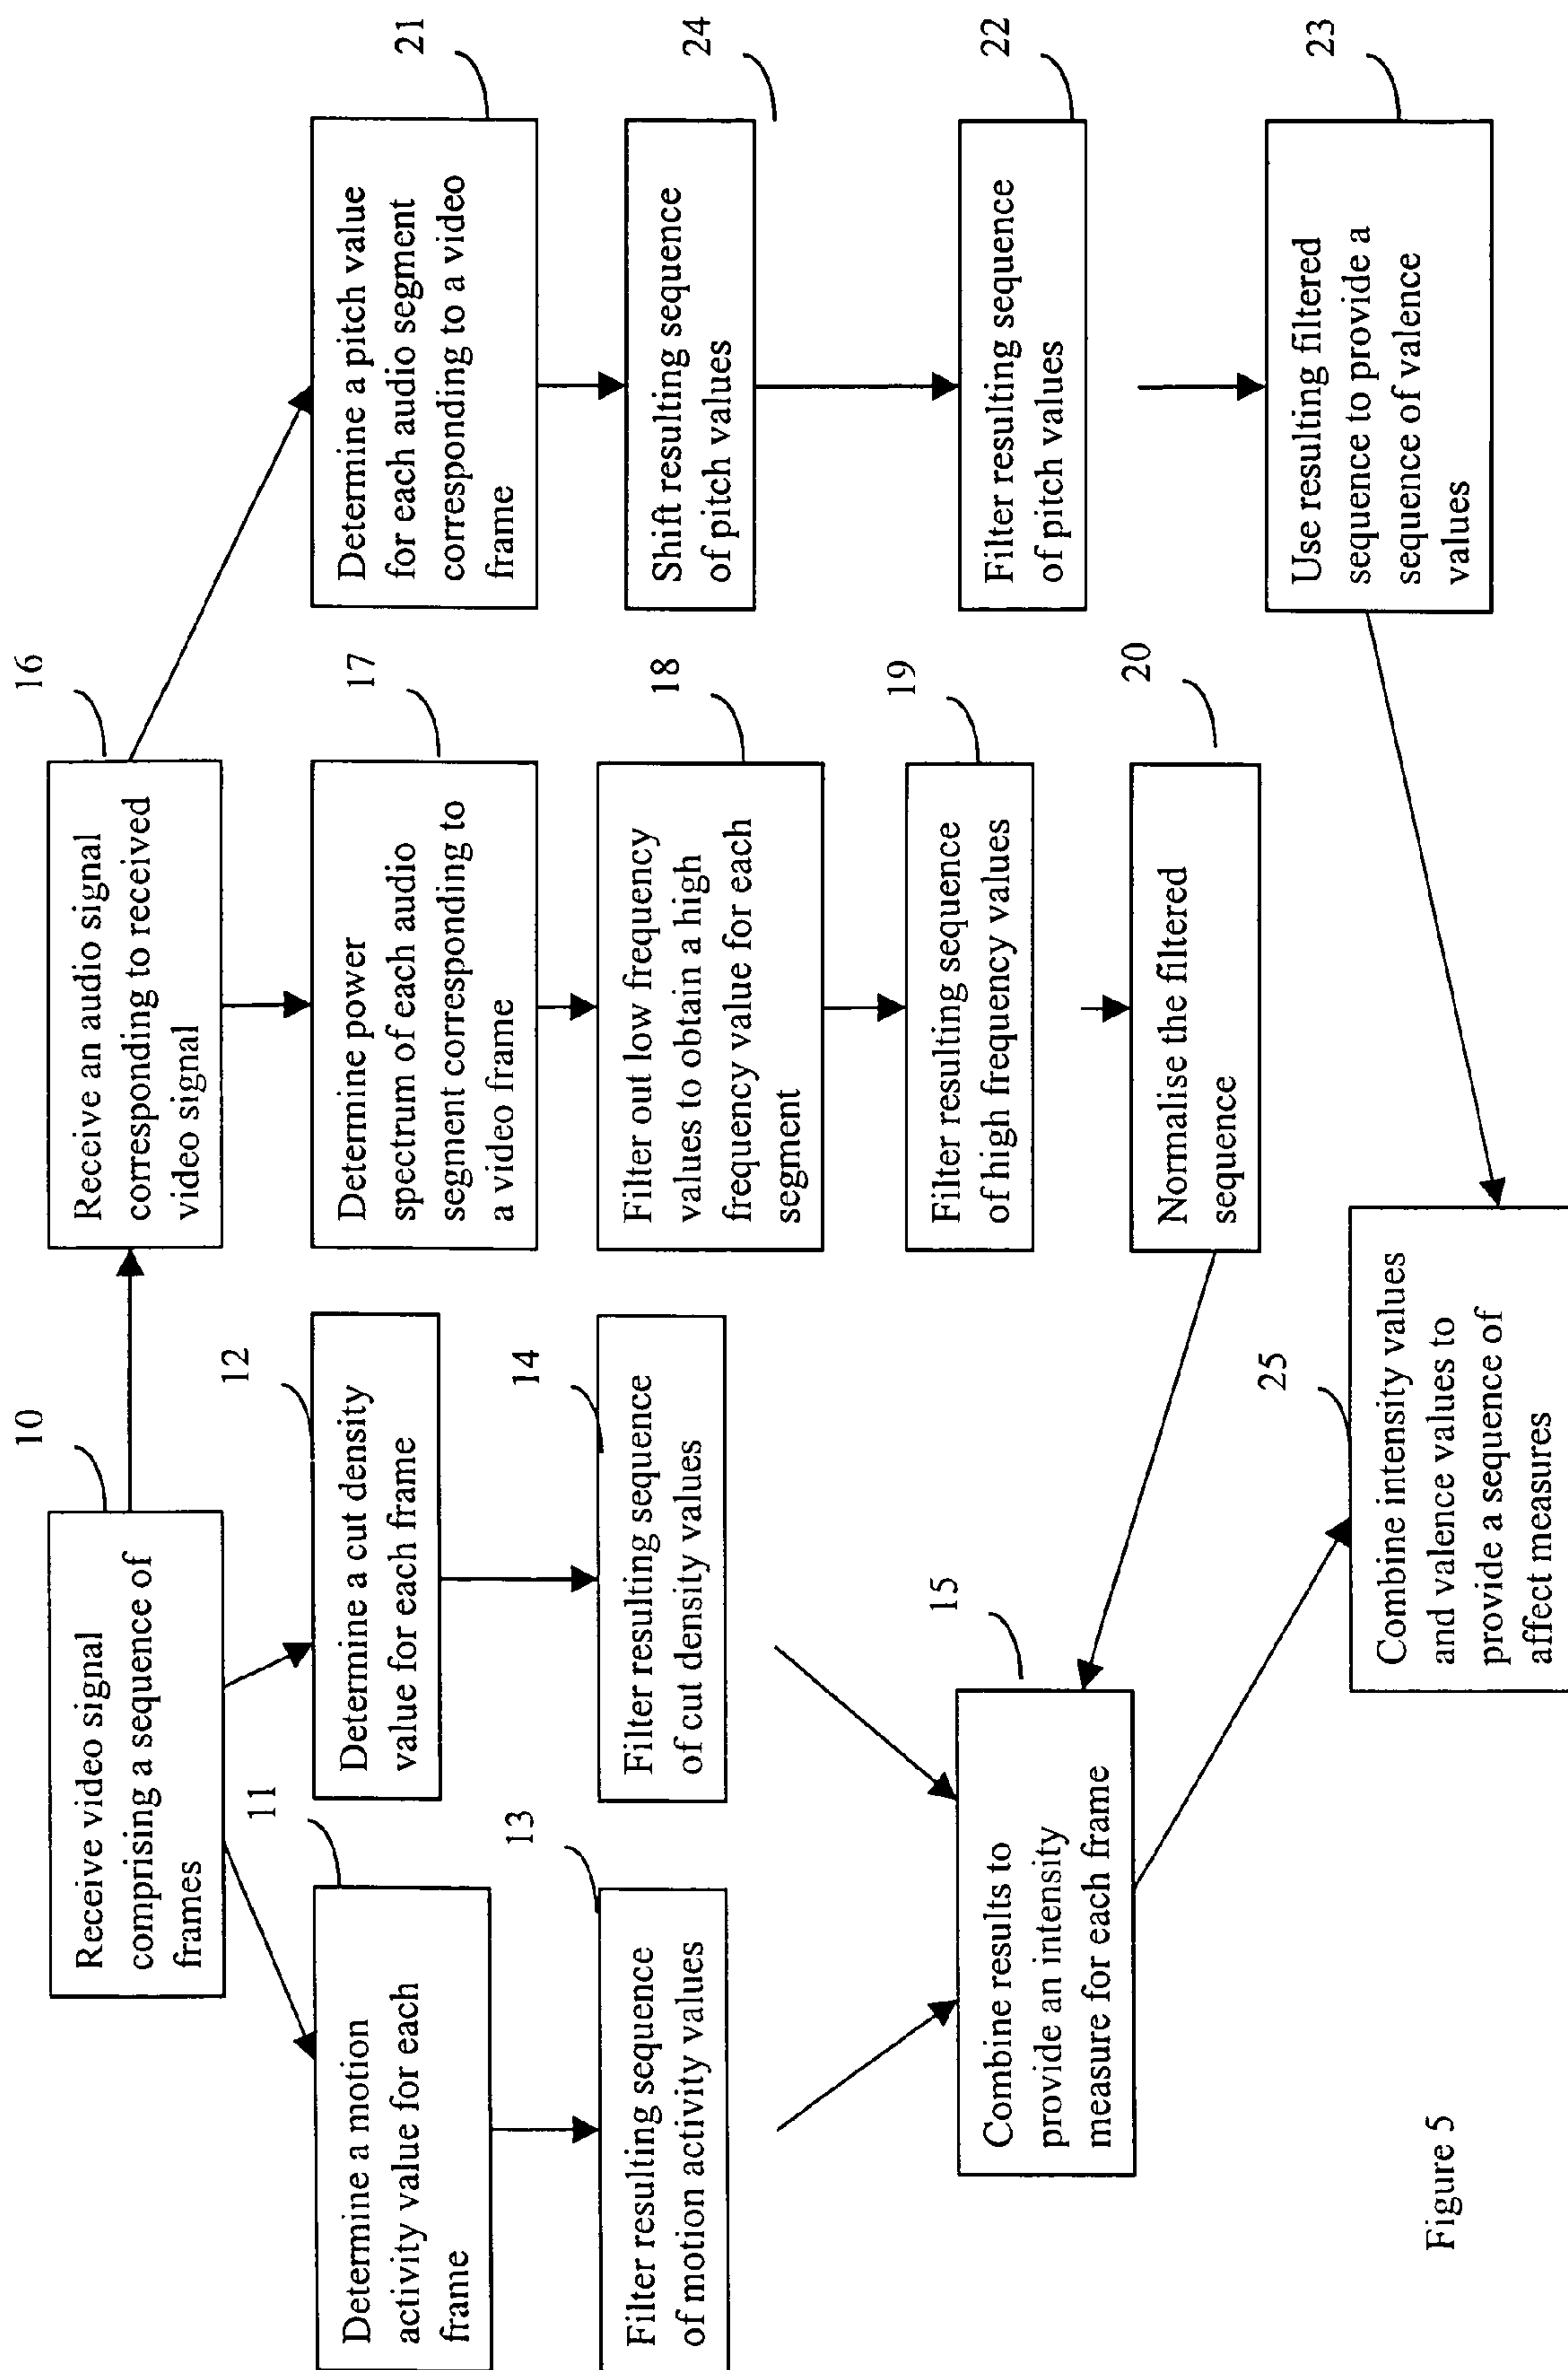 10
Receive video signal
comprising a sequence of
frames
16
Receive an audio signal
corresponding to received
video signal
11
Determine a motion
activity value for each
frame
12
Determine a cut density
value for each frame
17
Determine power
spectrum of each audio
segment corresponding to
a video frame
21
Determine a pitch value
for each audio segment
corresponding to a video
frame
13
Filter resulting sequence
of motion activity values
14
Filter resulting sequence
of cut density values
18
Filter out low frequency
values to obtain a high
frequency value for each
segment
24
Shift resulting sequence
of pitch values
19
Filter resulting sequence
of high frequency values
22
Filter resulting sequence
of pitch values
15
Combine results to
provide an intensity
measure for each frame
20
Normalise the filtered
sequence
23
Use resulting filtered
sequence to provide a
sequence of valence
values
25
Combine intensity values
and valence values to
provide a sequence of
affect measures
Figure 5